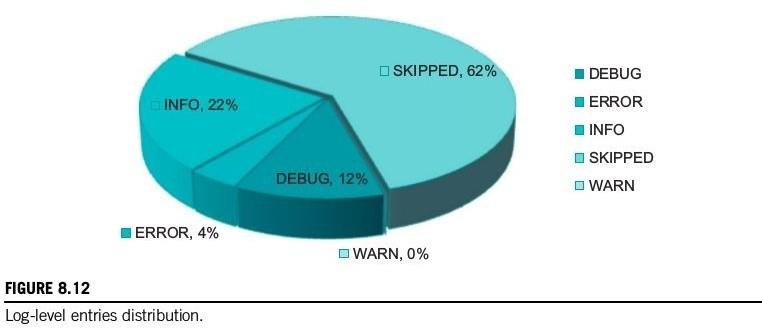 SKIPPED, 62%
INFO, 22%
DEBUG, 12%
ERROR, 4%
WARN, 0%
DEBUG
ERROR
INFO
SKIPPED
WARN
FIGURE 8.12
Log-level entries distribution.